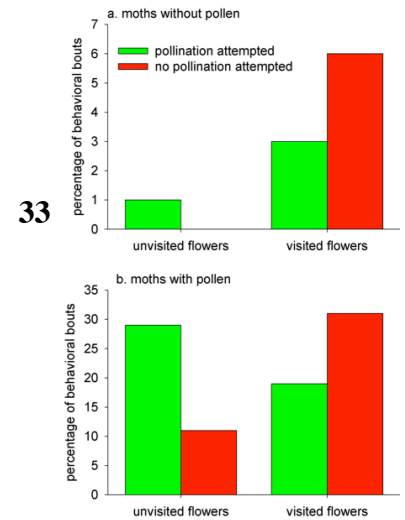 a. moths without pollen
7
6
5
4
3
2
1
0
percentage of behavioral bouts
pollination attempted
no pollination attempted
unvisited flowers
visited flowers
33
b. moths with pollen
35
30
25
20
15
10
5
0
percentage of behavioral bouts
unvisited flowers
visited flowers